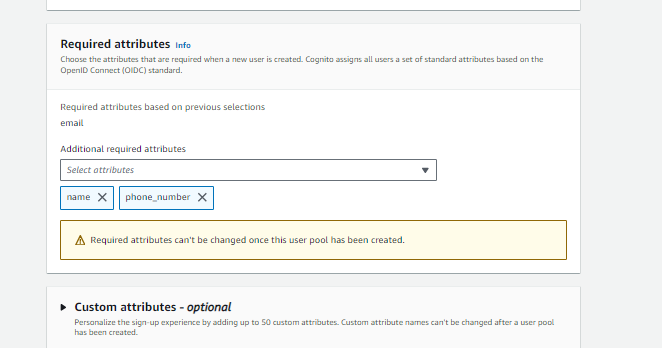 Required attributes Info
Choose the attributes that are required when a new user is created. Cognito assigns all users a set of standard attributes based on the
OpenID Connect (OIDC) standard.
Required attributes based on previous selections
email
Additional required attributes
Select attributes
name phone_number
Required attributes can't be changed once this user pool has been created.
Custom attributes - optional
Personalize the sign-up experience by adding up to 50 custom attributes. Custom attribute names can't be changed after a user pool
has been created.